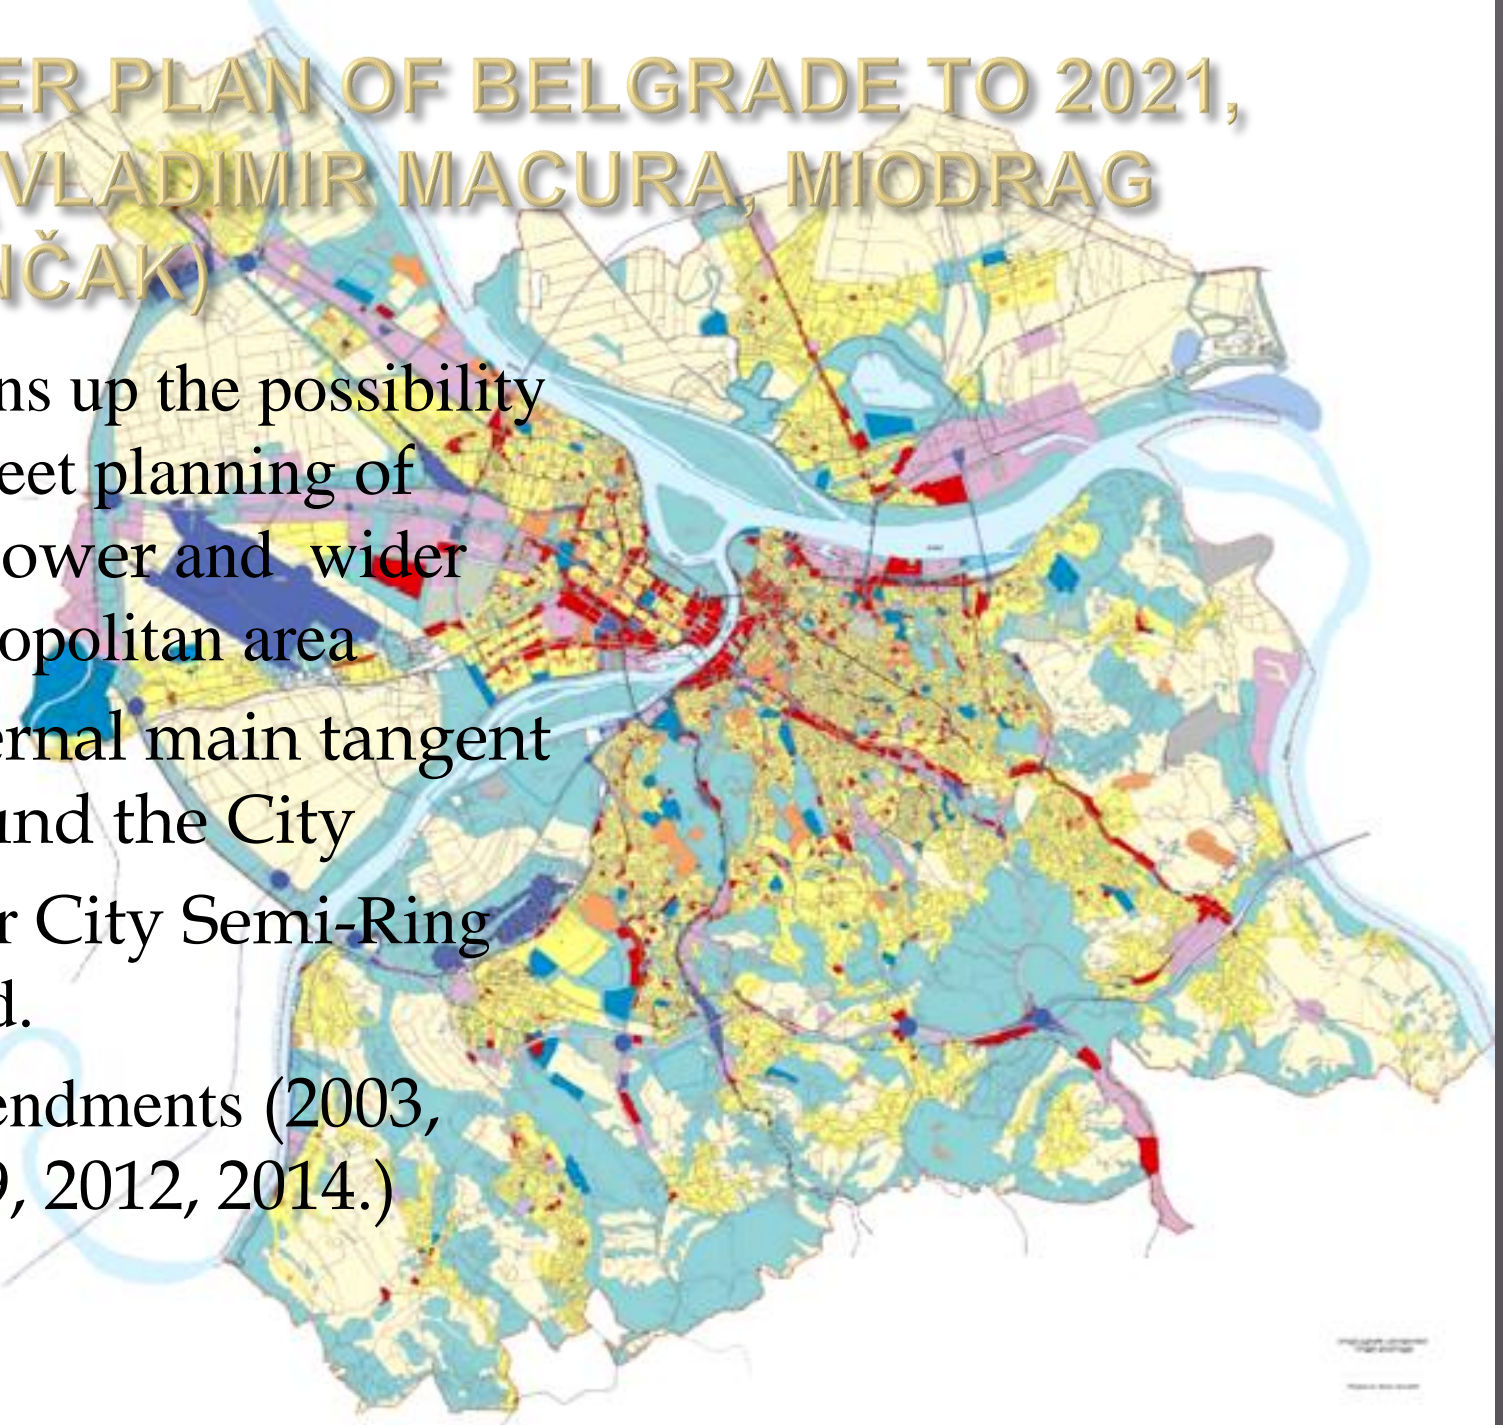 ER PLAN OF BELGRADE TO 2021,
(VLADIMIR MACURA, MIODRAG
NČAK)
ns up the possibility
eet planning of
ower and wider
opolitan area
ernal main tangent
und the City
r City Semi-Ring
d.
endments (2003,
9, 2012, 2014.)